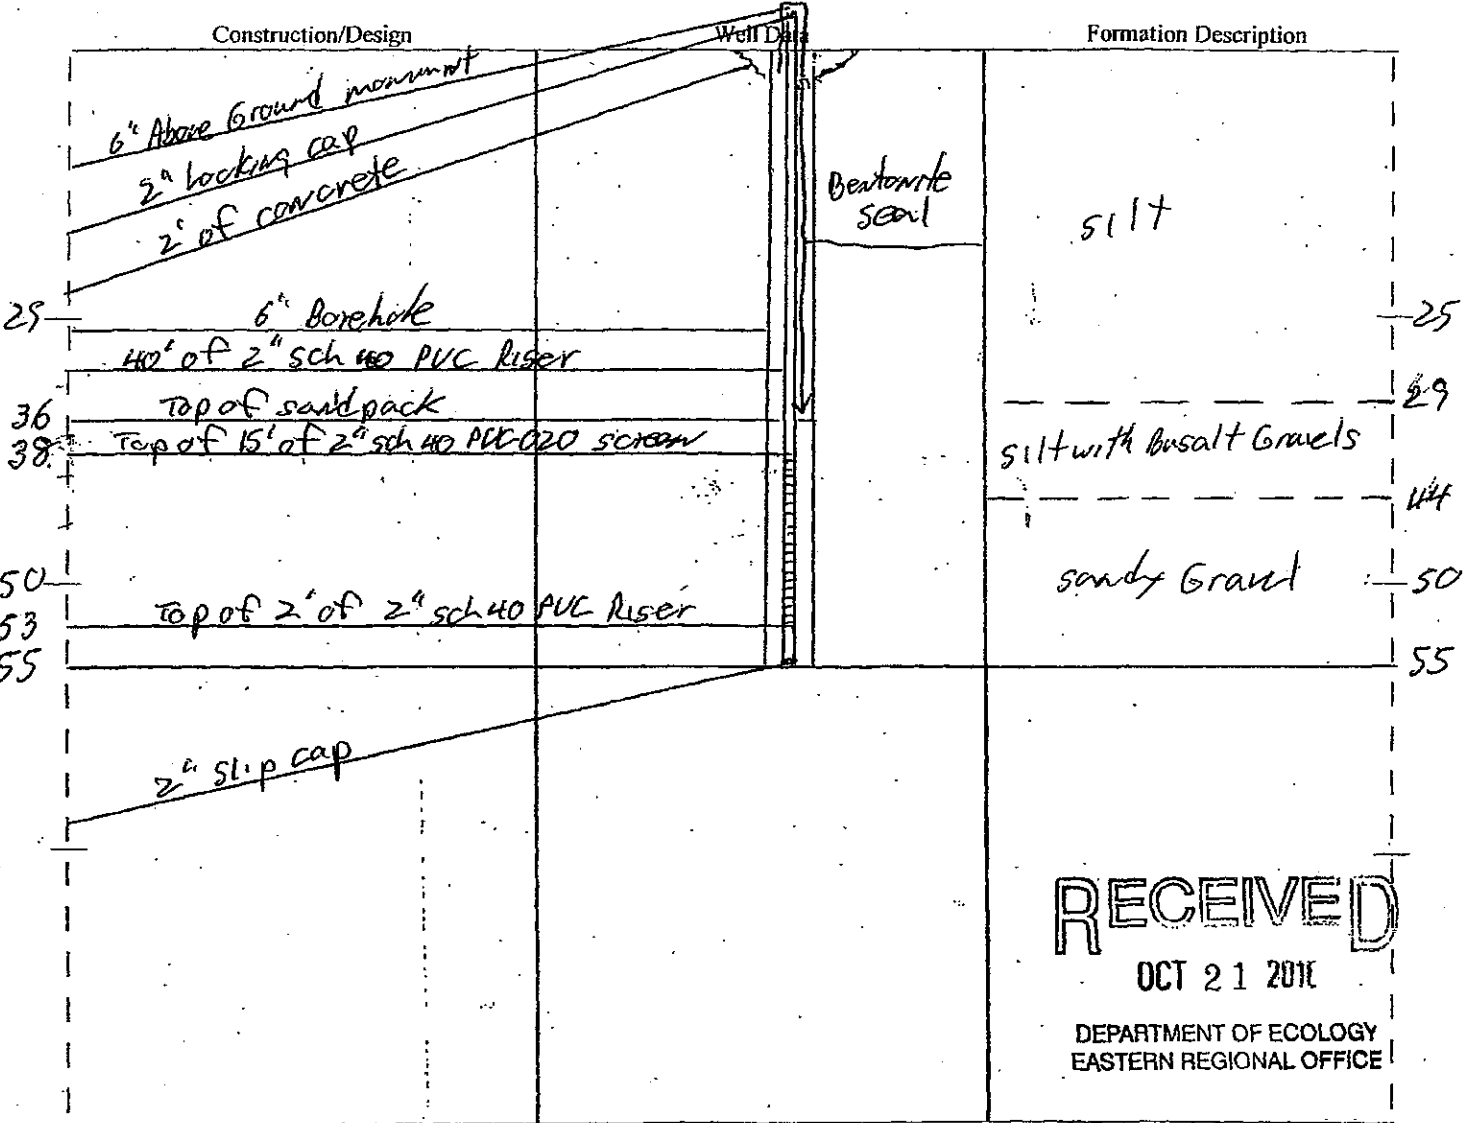 Construction/Design
Well Data
Formation Description
6" Above Ground monument
2" Locking cap
2' of concrete
Bentonite
seal
silt
25
6" Borehole
25
40' of 2" sch 40 PVC Riser
29
36
Top of sandpack
38
Top of 15' of 2" sch 40 PVC 020 screen
silt with Basalt Gravels
44
50
sandy Gravel
50
53
Top of 2' of 2" sch 40 PVC Riser
55
55
2" slip cap
RECEIVED
OCT 21
DEPARTMENT OF ECOLOGY
EASTERN REGIONAL OFFICE